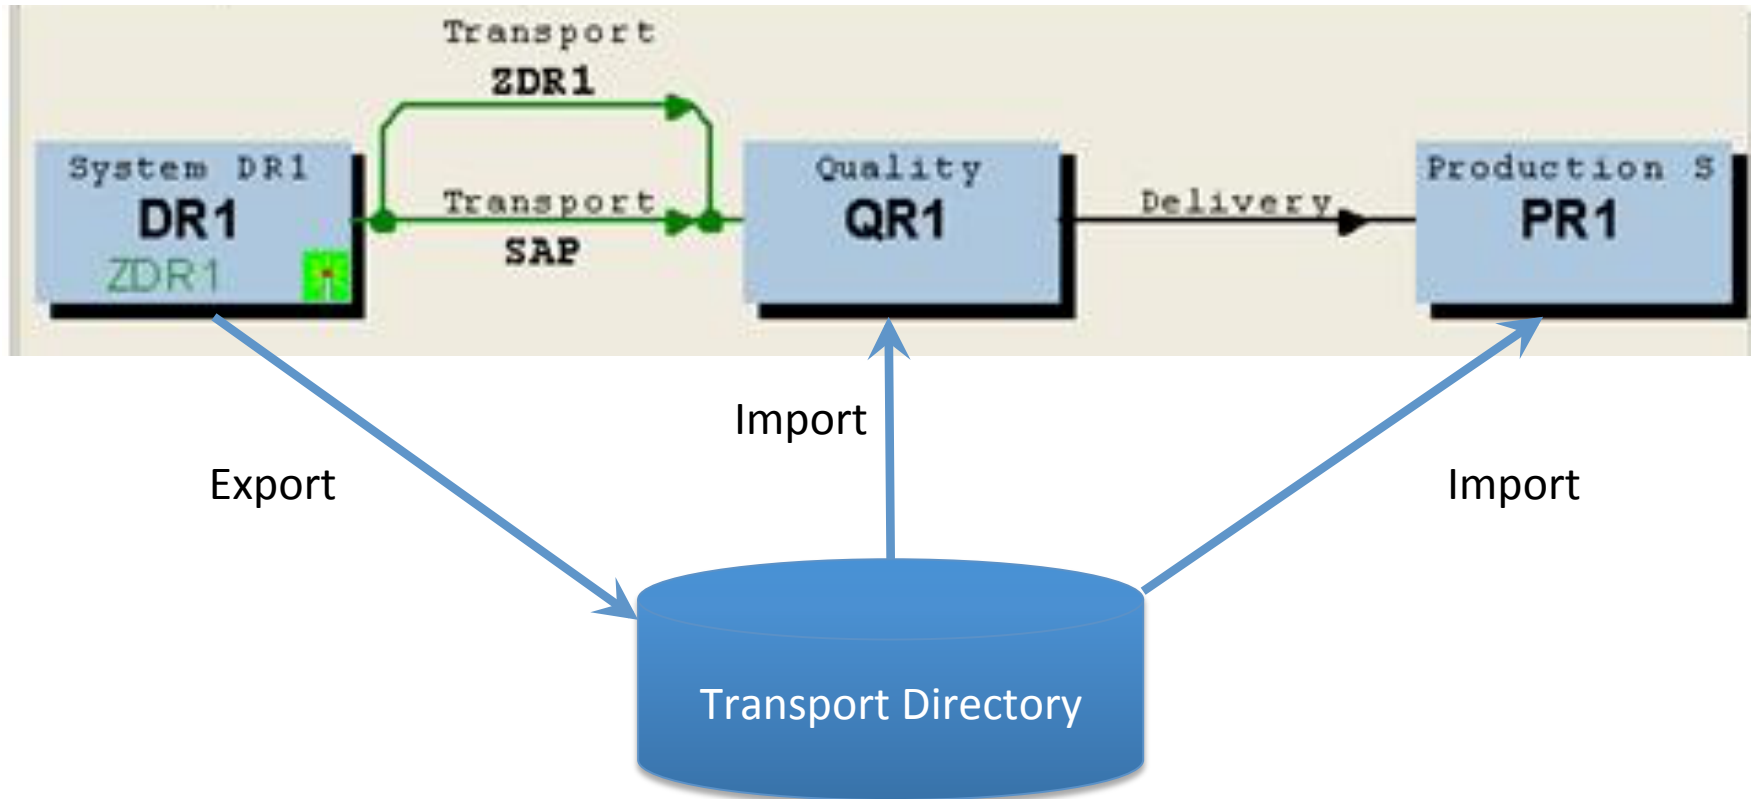 Transport
ZDR1
System DR1
DR1
ZDR1
Transport
SAP
Quality
QR1
Delivery
Production S
PR1
Export
Import
Import
Transport Directory